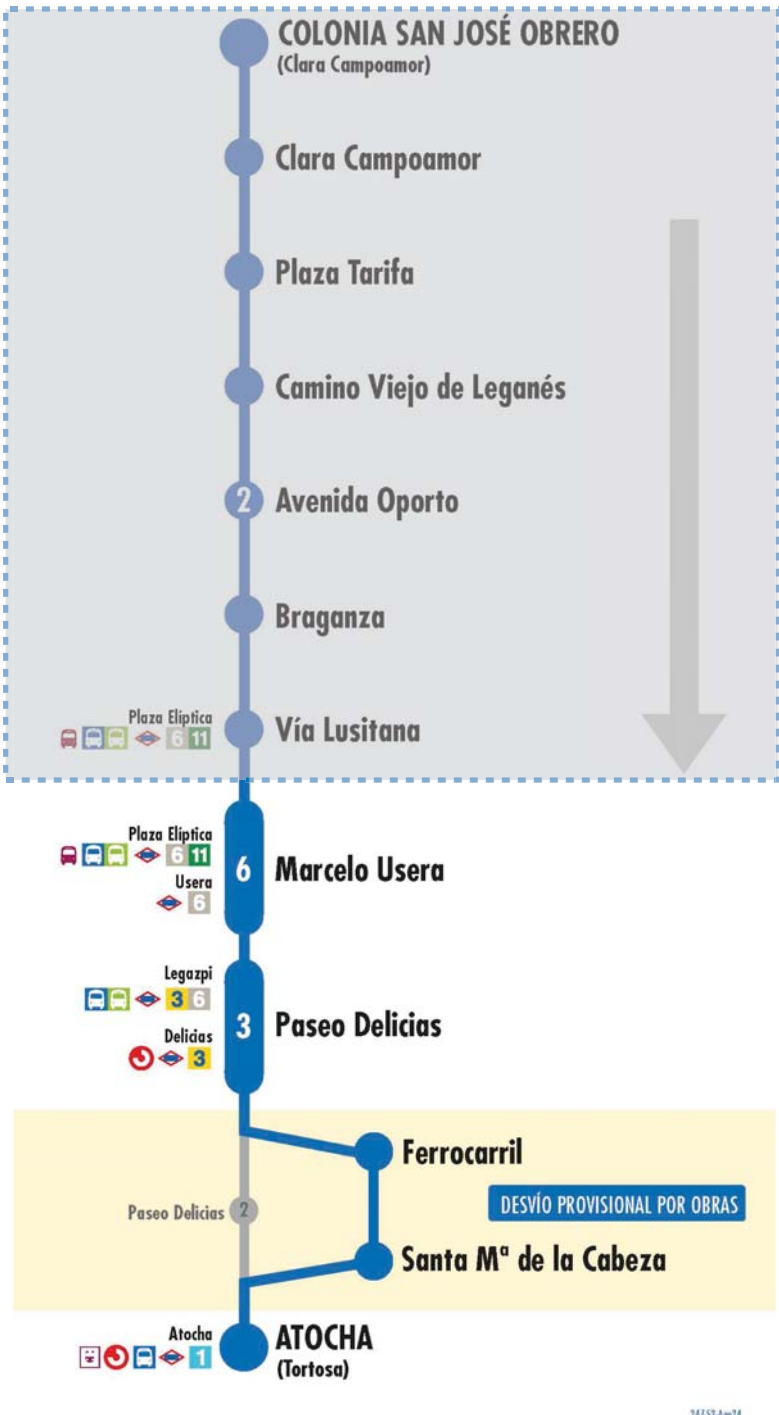 COLONIA SAN JOSÉ OBRERO
(Clara Campoamor)
Clara Campoamor
Plaza Tarifa
Camino Viejo de Leganés
2 Avenida Oporto
Braganza
Plaza Elíptica
6 11
Vía Lusitana
Plaza Elíptica
6 11
Usera
6
6 Marcelo Usera
Legazpi
3 6
Delicias
3
3 Paseo Delicias
Ferrocarril
DESVÍO PROVISIONAL POR OBRAS
Paseo Delicias 2
Santa Mª de la Cabeza
Atocha
1
ATOCHA
(Tortosa)